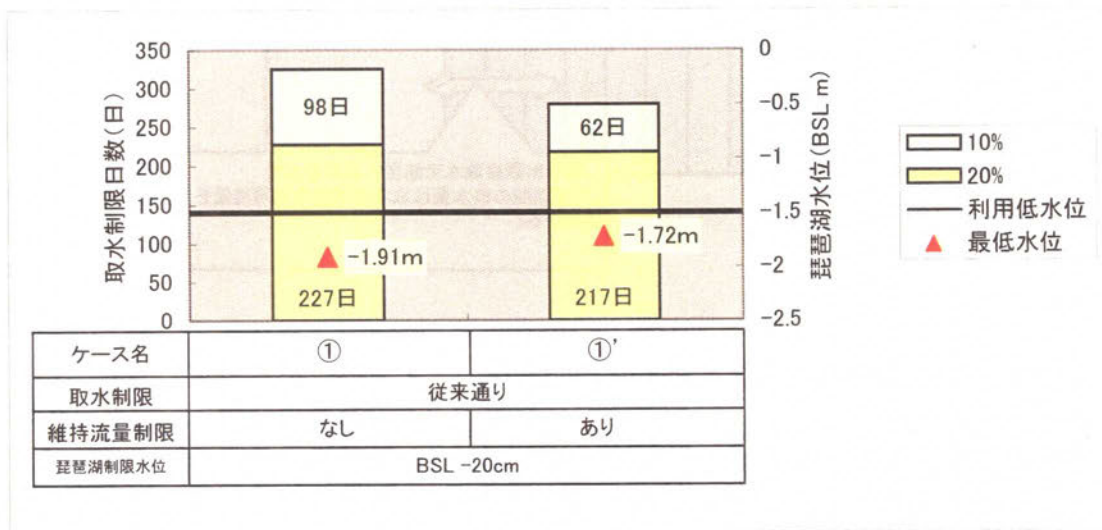 取水制限日数(日)
350
300
250
200
150
100
50
0
98日
227日
-1.91m
62日
217日
-1.72m
0
-0.5
-1
-1.5
-2
-2.5
琵琶湖水位(BSL m)
10%
20%
利用低水位
最低水位
ケース名 ① ①'
取水制限 従来通り
維持流量制限 なし あり
琵琶湖制限水位 BSL -20cm